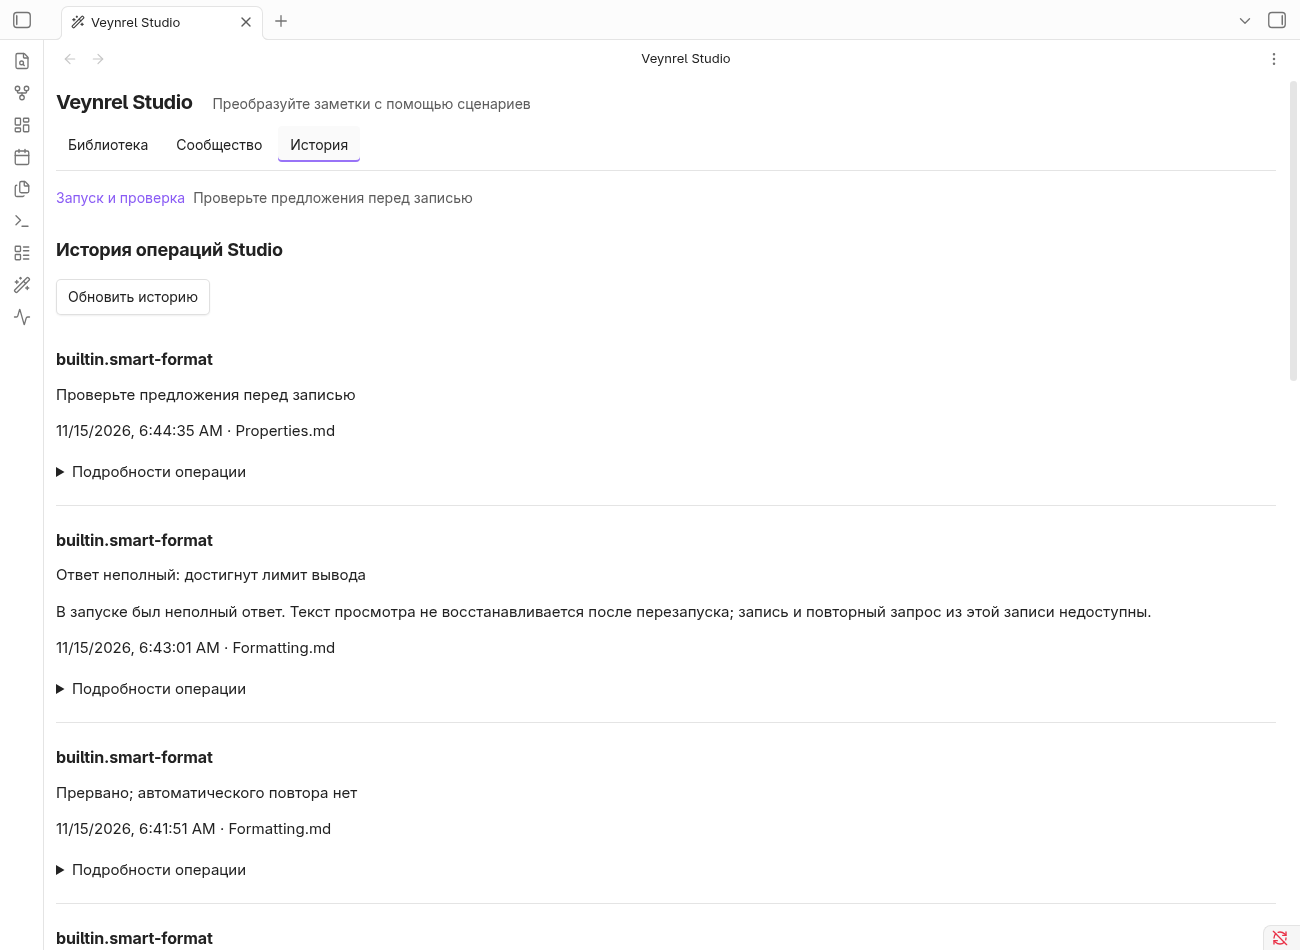 Veynrel Studio
Veynrel Studio
Veynrel Studio Преобразуйте заметки с помощью сценариев
Библиотека Сообщество История
Запуск и проверка Проверьте предложения перед записью
История операций Studio
Обновить историю
builtin.smart-format
Проверьте предложения перед записью
11/15/2026, 6:44:35 AM · Properties.md
Подробности операции
builtin.smart-format
Ответ неполный: достигнут лимит вывода
В запуске был неполный ответ. Текст просмотра не восстанавливается после перезапуска; запись и повторный запрос из этой записи недоступны.
11/15/2026, 6:43:01 AM · Formatting.md
Подробности операции
builtin.smart-format
Прервано; автоматического повтора нет
11/15/2026, 6:41:51 AM · Formatting.md
Подробности операции
builtin.smart-format